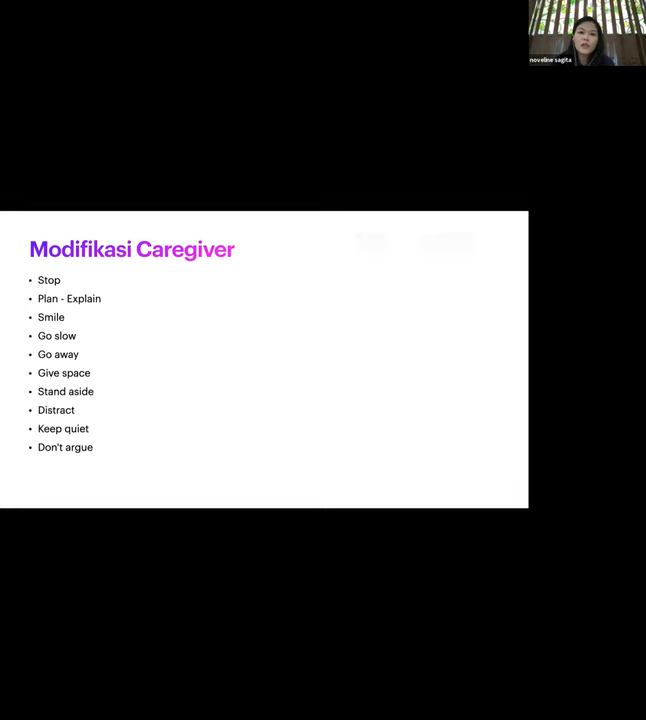 noveline sagita
Modifikasi Caregiver
• Stop
• Plan - Explain
• Smile
• Go slow
• Go away
• Give space
• Stand aside
• Distract
• Keep quiet
• Don't argue